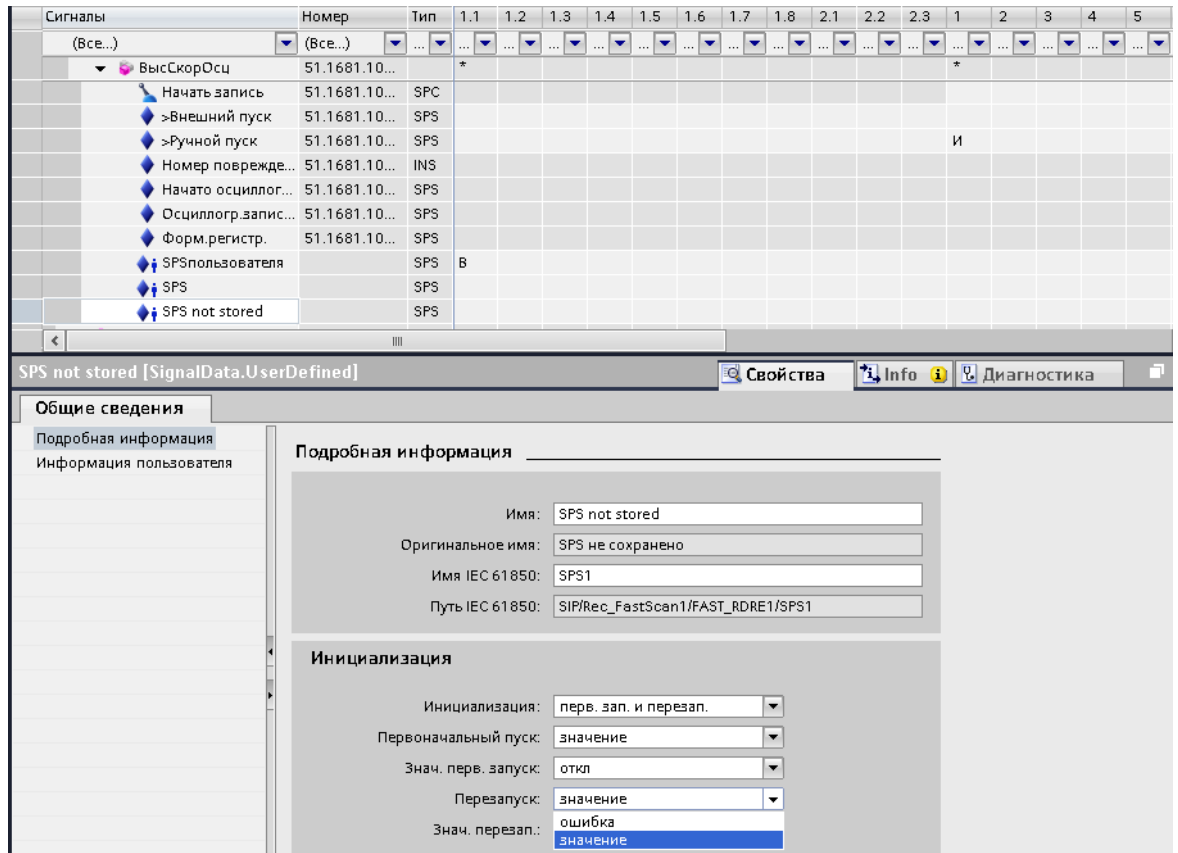 Сигналы Номер Тип 1.1 1.2 1.3 1.4 1.5 1.6 1.7 1.8 2.1 2.2 2.3 1 2 3 4 5
(Все...) (Все...) ... ... ... ... ... ... ... ... ... ... ... ... ... ... ... ... ...
ВысСкорОсц 51.1681.10... * *
Начать запись 51.1681.10... SPC
>Внешний пуск 51.1681.10... SPS
>Ручной пуск 51.1681.10... SPS И
Номер поврежде... 51.1681.10... INS
Начато осциллог... 51.1681.10... SPS
Осциллогр.запис... 51.1681.10... SPS
Форм.регистр. 51.1681.10... SPS
SPSпользователя SPS В
SPS SPS
SPS not stored SPS
SPS not stored [SignalData.UserDefined] Свойства Info Диагностика
Общие сведения
Подробная информация
Информация пользователя
Подробная информация
Имя: SPS not stored
Оригинальное имя: SPS не сохранено
Имя IEC 61850: SPS1
Путь IEC 61850: SIP/Rec_FastScan1/FAST_RDRE1/SPS1
Инициализация
Инициализация: перв. зап. и перезап.
Первоначальный пуск: значение
Знач. перв. запуск: откл
Перезапуск: значение
ошибка
Знач. перезап.: значение